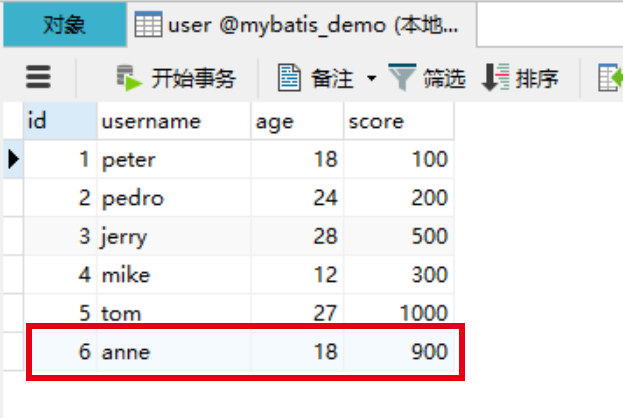 对象 user @mybatis_demo (本地...
开始事务 备注 筛选 排序
id username age score
1 peter 18 100
2 pedro 24 200
3 jerry 28 500
4 mike 12 300
5 tom 27 1000
6 anne 18 900